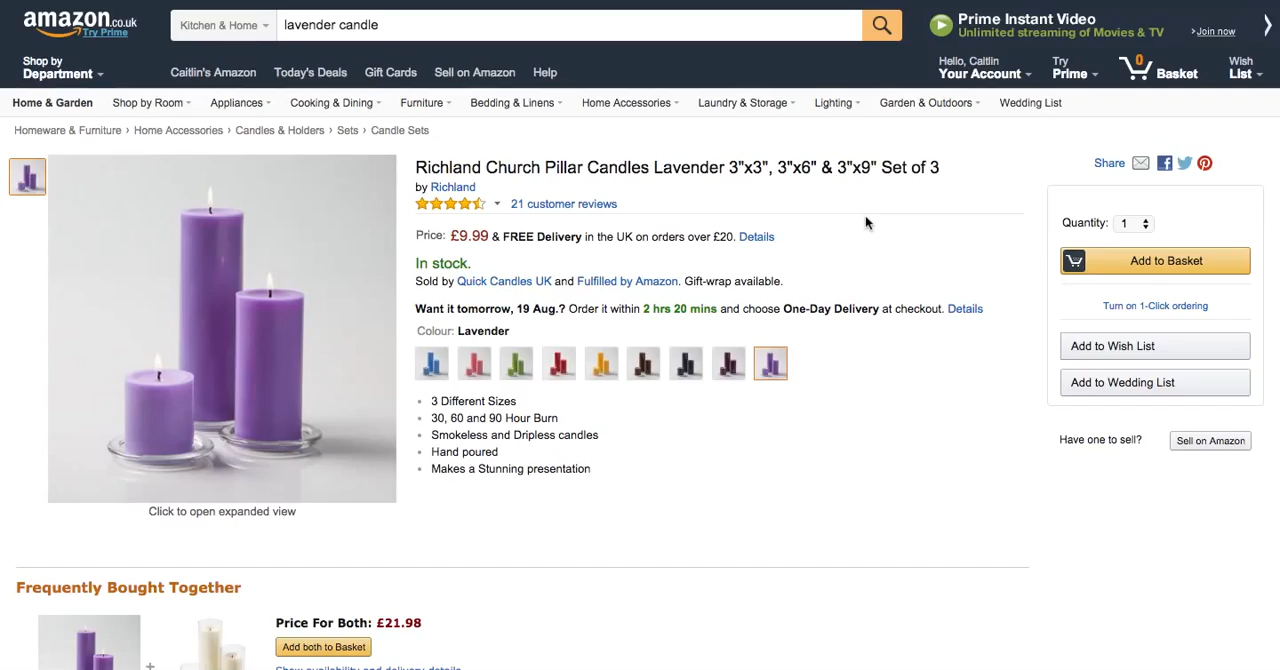 amazon.co.uk
Try Prime
Kitchen & Home
lavender candle
Prime Instant Video
Unlimited streaming of Movies & TV
› Join now
Shop by
Department
Caitlin's Amazon
Today's Deals
Gift Cards
Sell on Amazon
Help
Hello, Caitlin
Your Account
Try
Prime
0
Basket
Wish
List
Home & Garden
Shop by Room
Appliances
Cooking & Dining
Furniture
Bedding & Linens
Home Accessories
Laundry & Storage
Lighting
Garden & Outdoors
Wedding List
Homeware & Furniture › Home Accessories › Candles & Holders › Sets › Candle Sets
Richland Church Pillar Candles Lavender 3"x3", 3"x6" & 3"x9" Set of 3
by Richland
21 customer reviews
Price: £9.99 & FREE Delivery in the UK on orders over £20. Details
In stock.
Sold by Quick Candles UK and Fulfilled by Amazon. Gift-wrap available.
Want it tomorrow, 19 Aug.? Order it within 2 hrs 20 mins and choose One-Day Delivery at checkout. Details
Colour: Lavender
3 Different Sizes
30, 60 and 90 Hour Burn
Smokeless and Dripless candles
Hand poured
Makes a Stunning presentation
Click to open expanded view
Share
Quantity: 1
Add to Basket
Turn on 1-Click ordering
Add to Wish List
Add to Wedding List
Have one to sell?
Sell on Amazon
Frequently Bought Together
Price For Both: £21.98
Add both to Basket
Show availability and delivery details